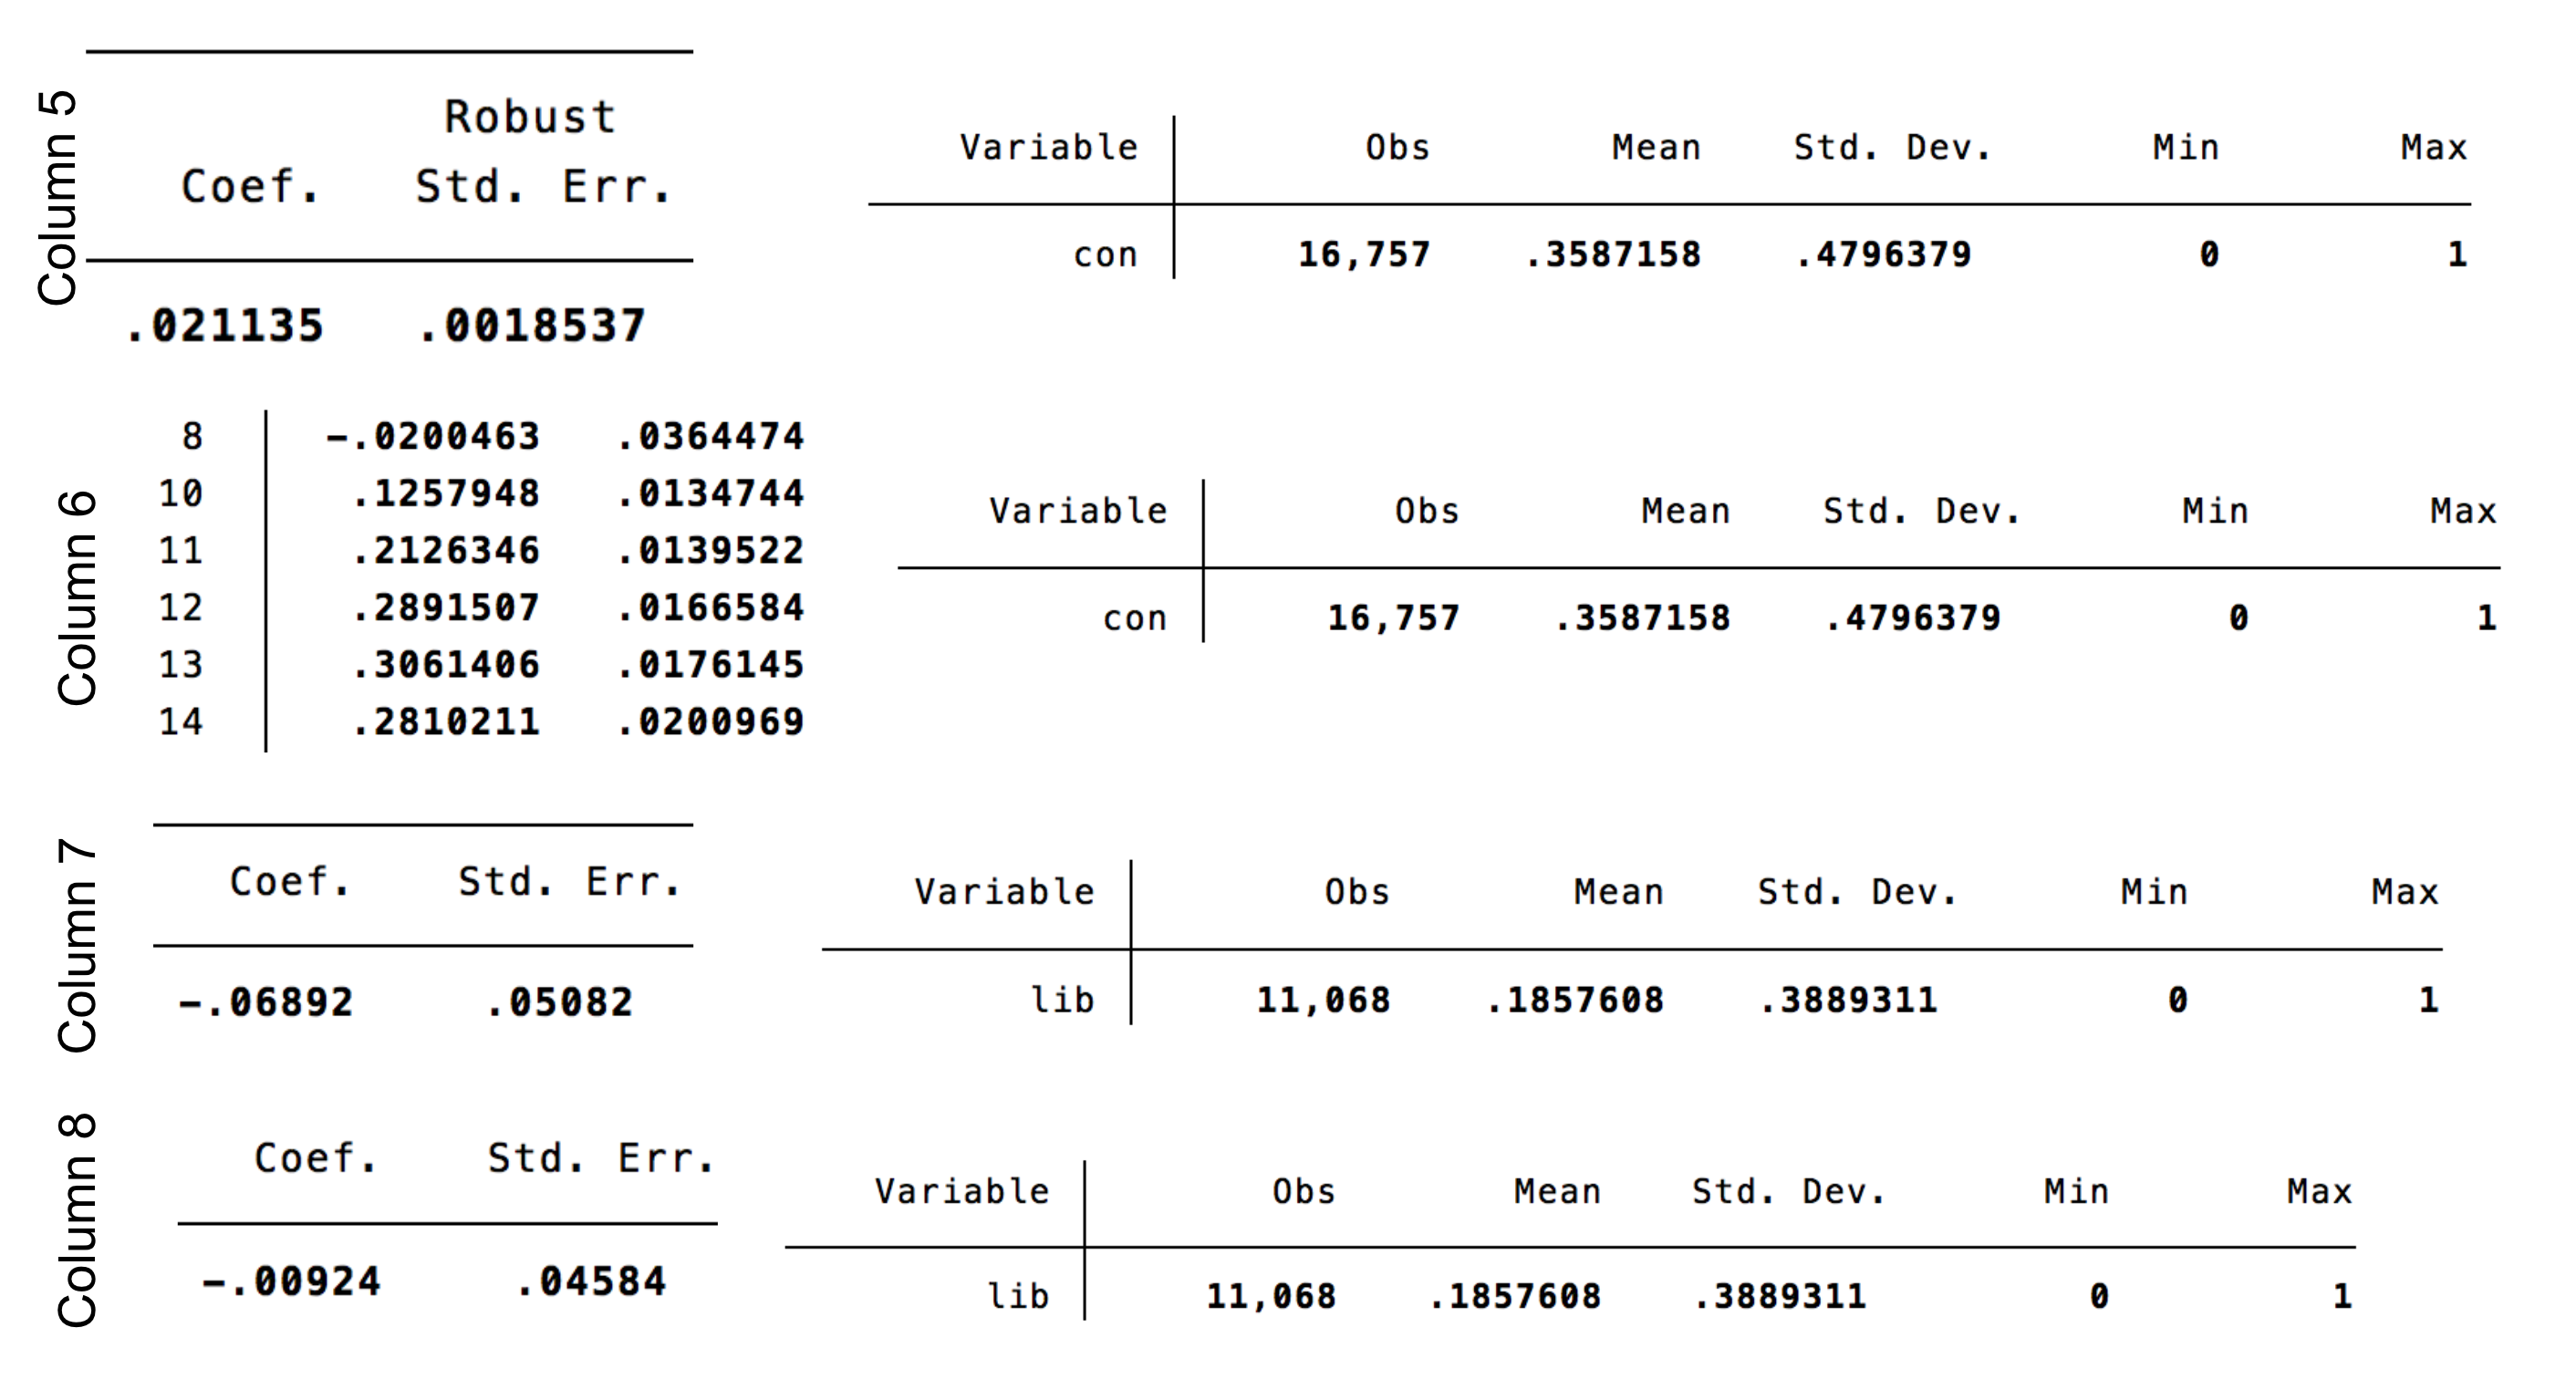 Column 5
Robust
Coef. Std. Err.
.021135 .0018537
Variable Obs Mean Std. Dev. Min Max
con 16,757 .3587158 .4796379 0 1
Column 6
8 -.0200463 .0364474
10 .1257948 .0134744
11 .2126346 .0139522
12 .2891507 .0166584
13 .3061406 .0176145
14 .2810211 .0200969
Variable Obs Mean Std. Dev. Min Max
con 16,757 .3587158 .4796379 0 1
Column 7
Coef. Std. Err.
-.06892 .05082
Variable Obs Mean Std. Dev. Min Max
lib 11,068 .1857608 .3889311 0 1
Column 8
Coef. Std. Err.
-.00924 .04584
Variable Obs Mean Std. Dev. Min Max
lib 11,068 .1857608 .3889311 0 1